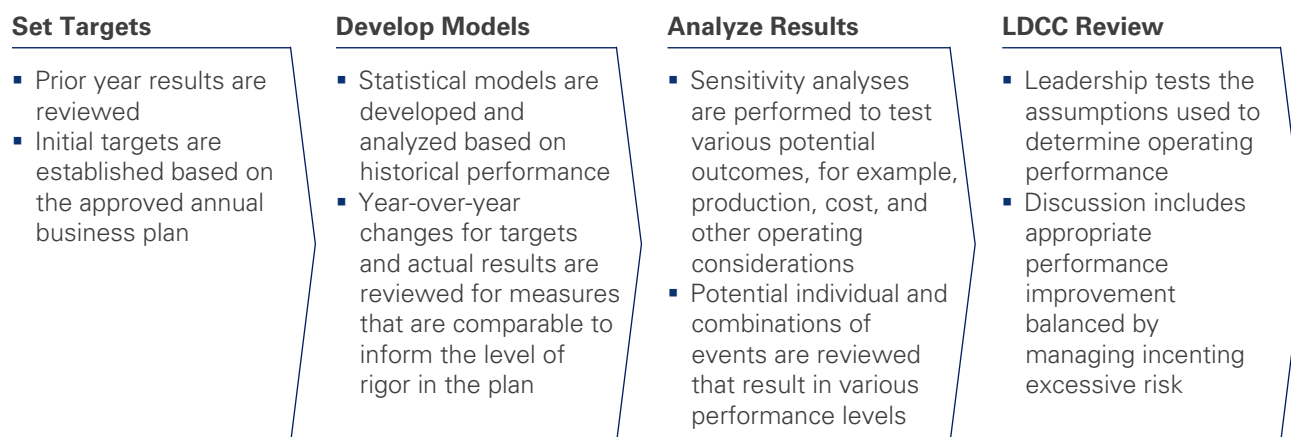 Set Targets
▪ Prior year results are
reviewed
▪ Initial targets are
established based on
the approved annual
business plan
Develop Models
▪ Statistical models are
developed and
analyzed based on
historical performance
▪ Year-over-year
changes for targets
and actual results are
reviewed for measures
that are comparable to
inform the level of
rigor in the plan
Analyze Results
▪ Sensitivity analyses
are performed to test
various potential
outcomes, for example,
production, cost, and
other operating
considerations
▪ Potential individual and
combinations of
events are reviewed
that result in various
performance levels
LDCC Review
▪ Leadership tests the
assumptions used to
determine operating
performance
▪ Discussion includes
appropriate
performance
improvement
balanced by
managing incenting
excessive risk